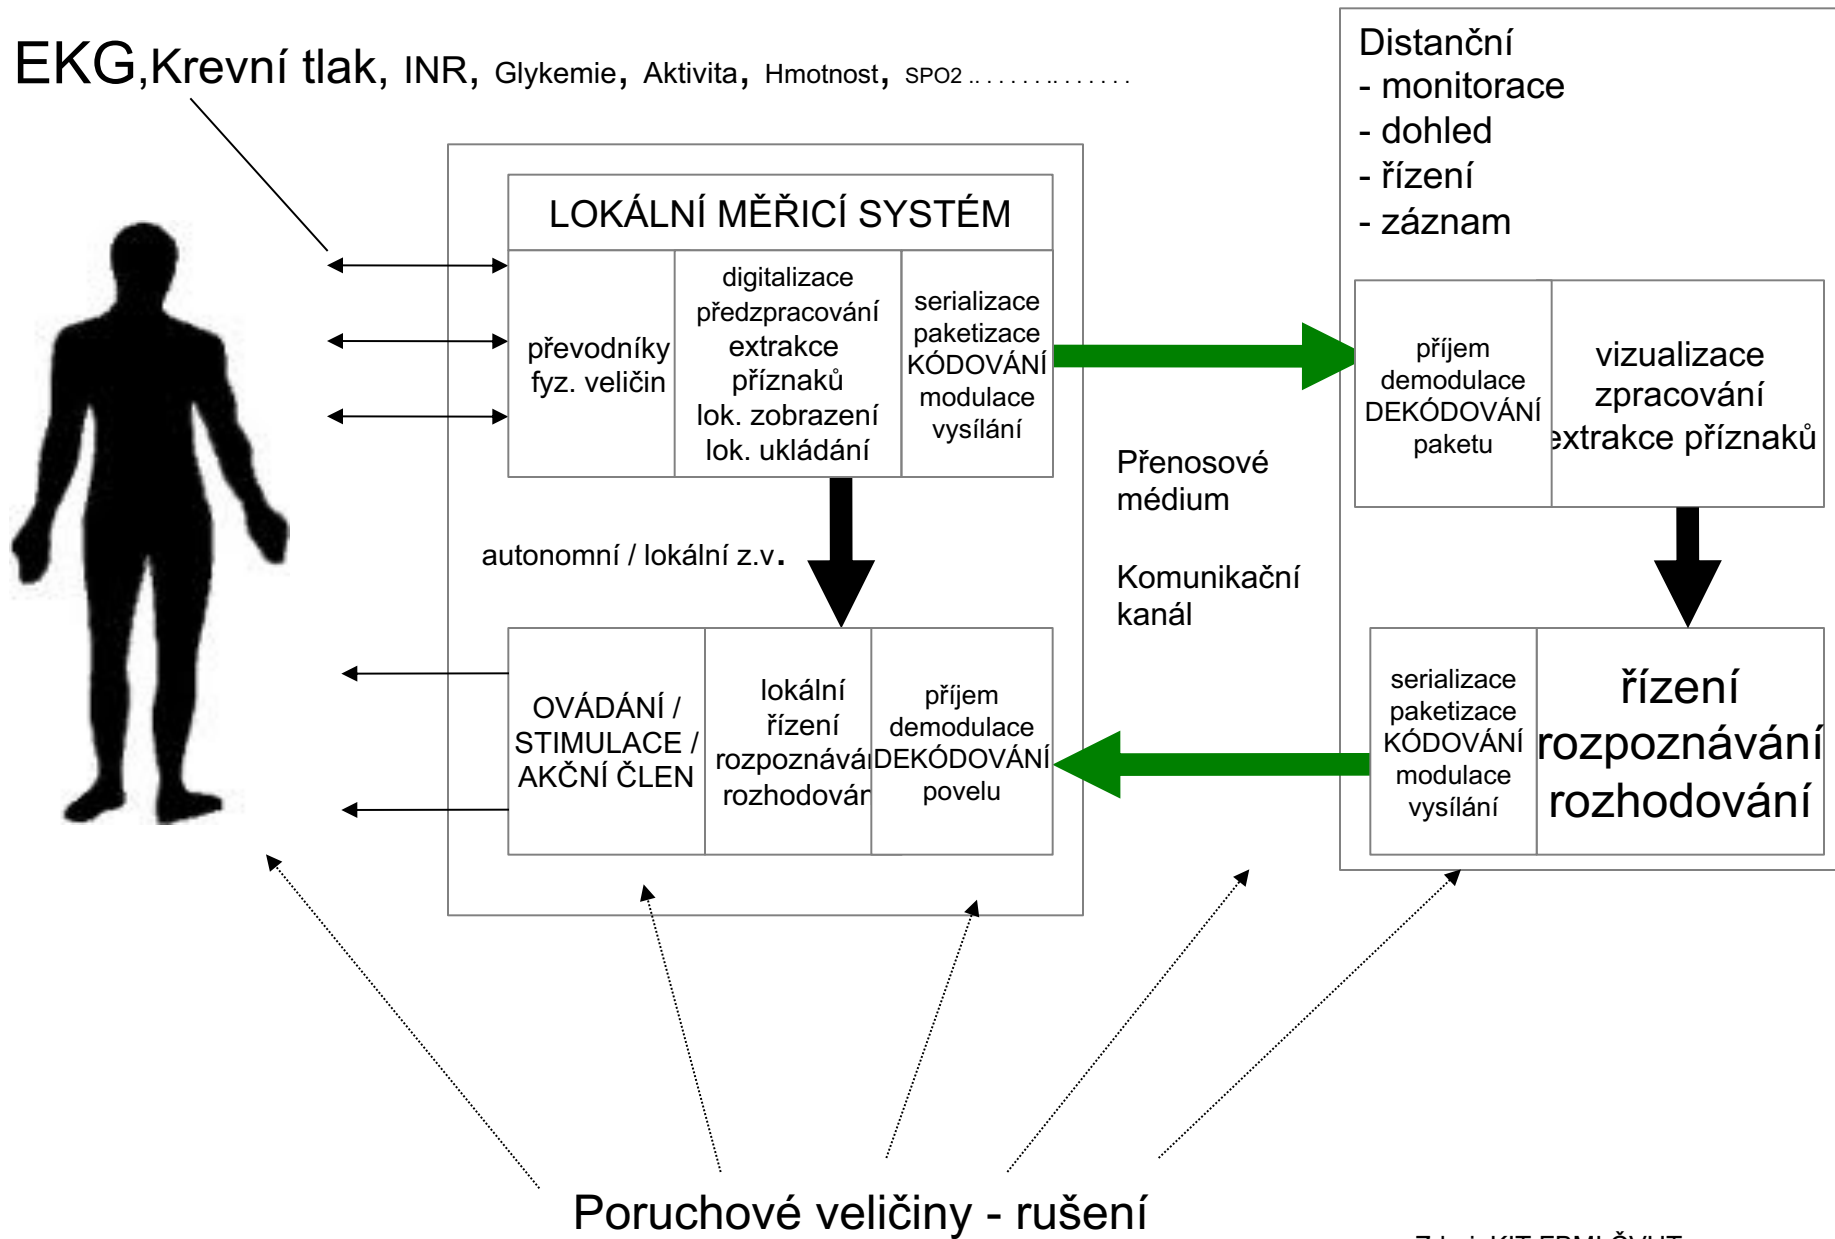 EKG,Krevní tlak, INR, Glykemie, Aktivita, Hmotnost, SPO2 .. . . . . . .. . . . . . .
Distanční
- monitorace
- dohled
- řízení
- záznam
LOKÁLNÍ MĚŘICÍ SYSTÉM
převodníky
fyz. veličin
digitalizace
předzpracování
extrakce
příznaků
lok. zobrazení
lok. ukládání
serializace
paketizace
KÓDOVÁNÍ
modulace
vysílání
Přenosové
médium
Komunikační
kanál
příjem
demodulace
DEKÓDOVÁNÍ
paketu
vizualizace
zpracování
extrakce příznaků
autonomní / lokální z.v.
OVÁDÁNÍ /
STIMULACE /
AKČNÍ ČLEN
lokální
řízení
rozpoznávání
rozhodován
příjem
demodulace
DEKÓDOVÁNÍ
povelu
serializace
paketizace
KÓDOVÁNÍ
modulace
vysílání
řízení
rozpoznávání
rozhodování
Poruchové veličiny - rušení